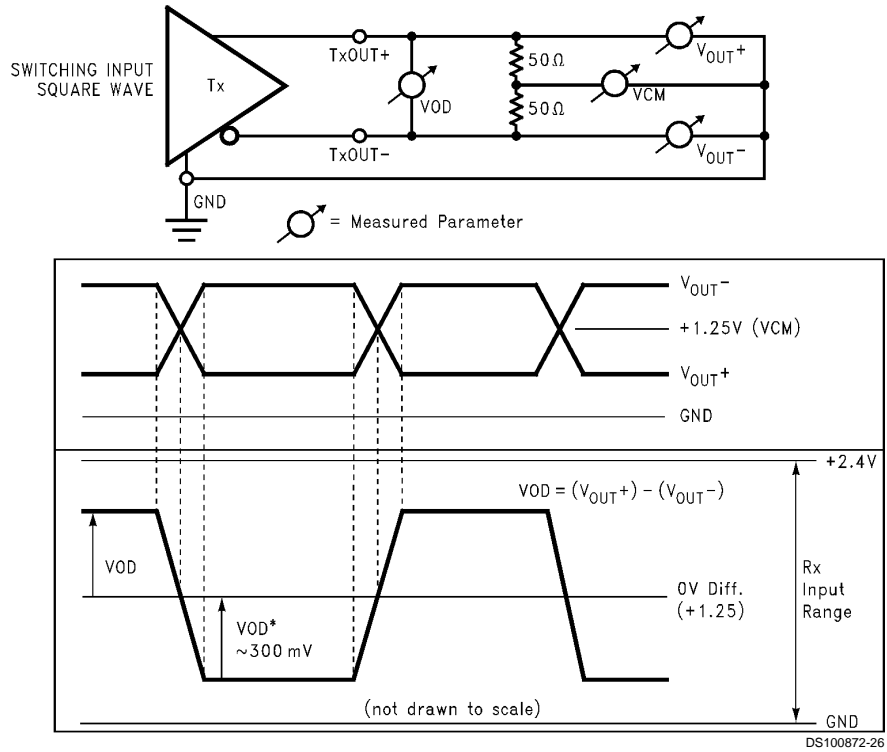 SWITCHING INPUT
SQUARE WAVE
Tx
TxOUT+
TxOUT-
VOD
50Ω
50Ω
VCM
VOUT+
VOUT-
GND
= Measured Parameter
VOUT-
+1.25V (VCM)
VOUT+
GND
+2.4V
VOD = (VOUT+) - (VOUT-)
VOD
VOD*
~300 mV
0V Diff.
(+1.25)
Rx
Input
Range
(not drawn to scale)
GND
DS100872-26